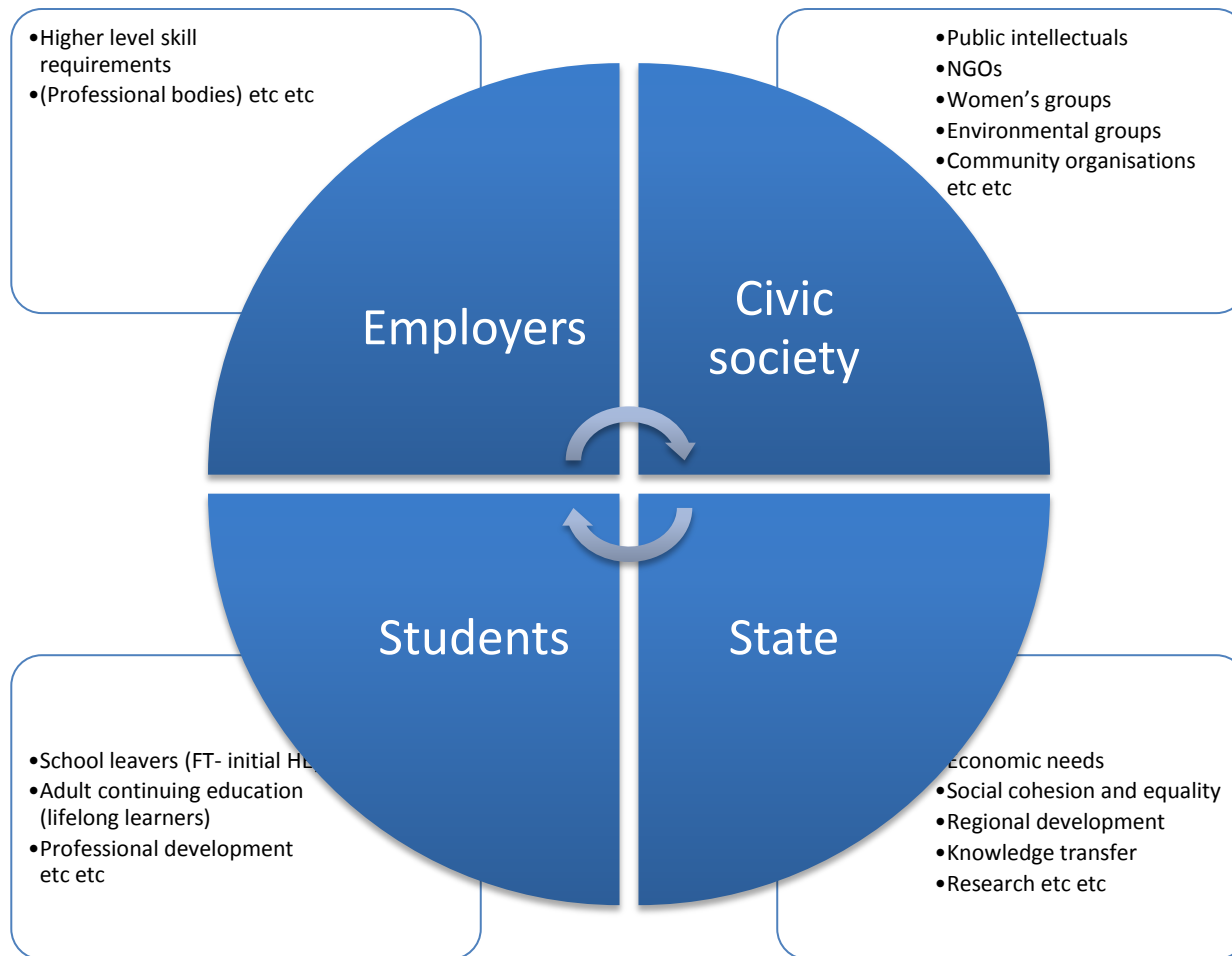 •Higher level skill
requirements
•(Professional bodies) etc etc
•Public intellectuals
•NGOs
•Women’s groups
•Environmental groups
•Community organisations
etc etc
Employers
Civic
society
Students
State
•School leavers (FT- initial HE
•Adult continuing education
(lifelong learners)
•Professional development
etc etc
Economic needs
•Social cohesion and equality
•Regional development
•Knowledge transfer
•Research etc etc